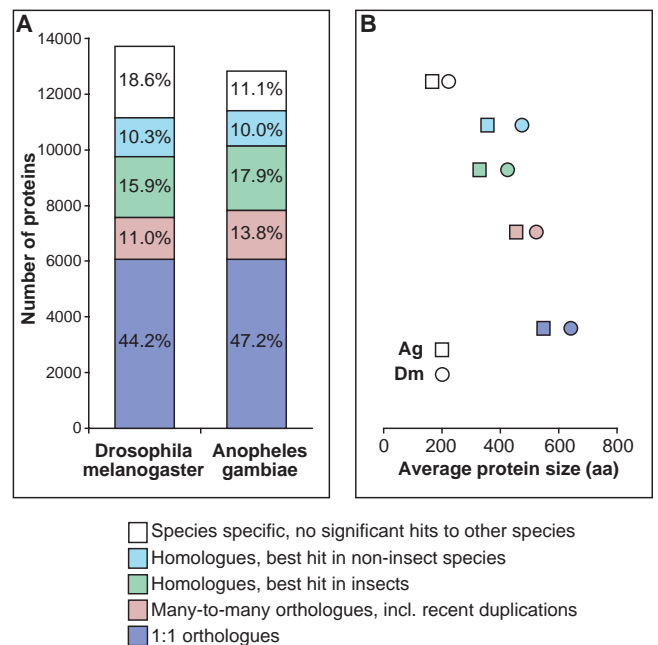 A
14000
12000
10000
8000
6000
4000
2000
0
Number of proteins
18.6%
10.3%
15.9%
11.0%
44.2%
11.1%
10.0%
17.9%
13.8%
47.2%
Drosophila
melanogaster
Anopheles
gambiae
B
Ag
Dm
0 200 400 600 800
Average protein size (aa)
Species specific, no significant hits to other species
Homologues, best hit in non-insect species
Homologues, best hit in insects
Many-to-many orthologues, incl. recent duplications
1:1 orthologues